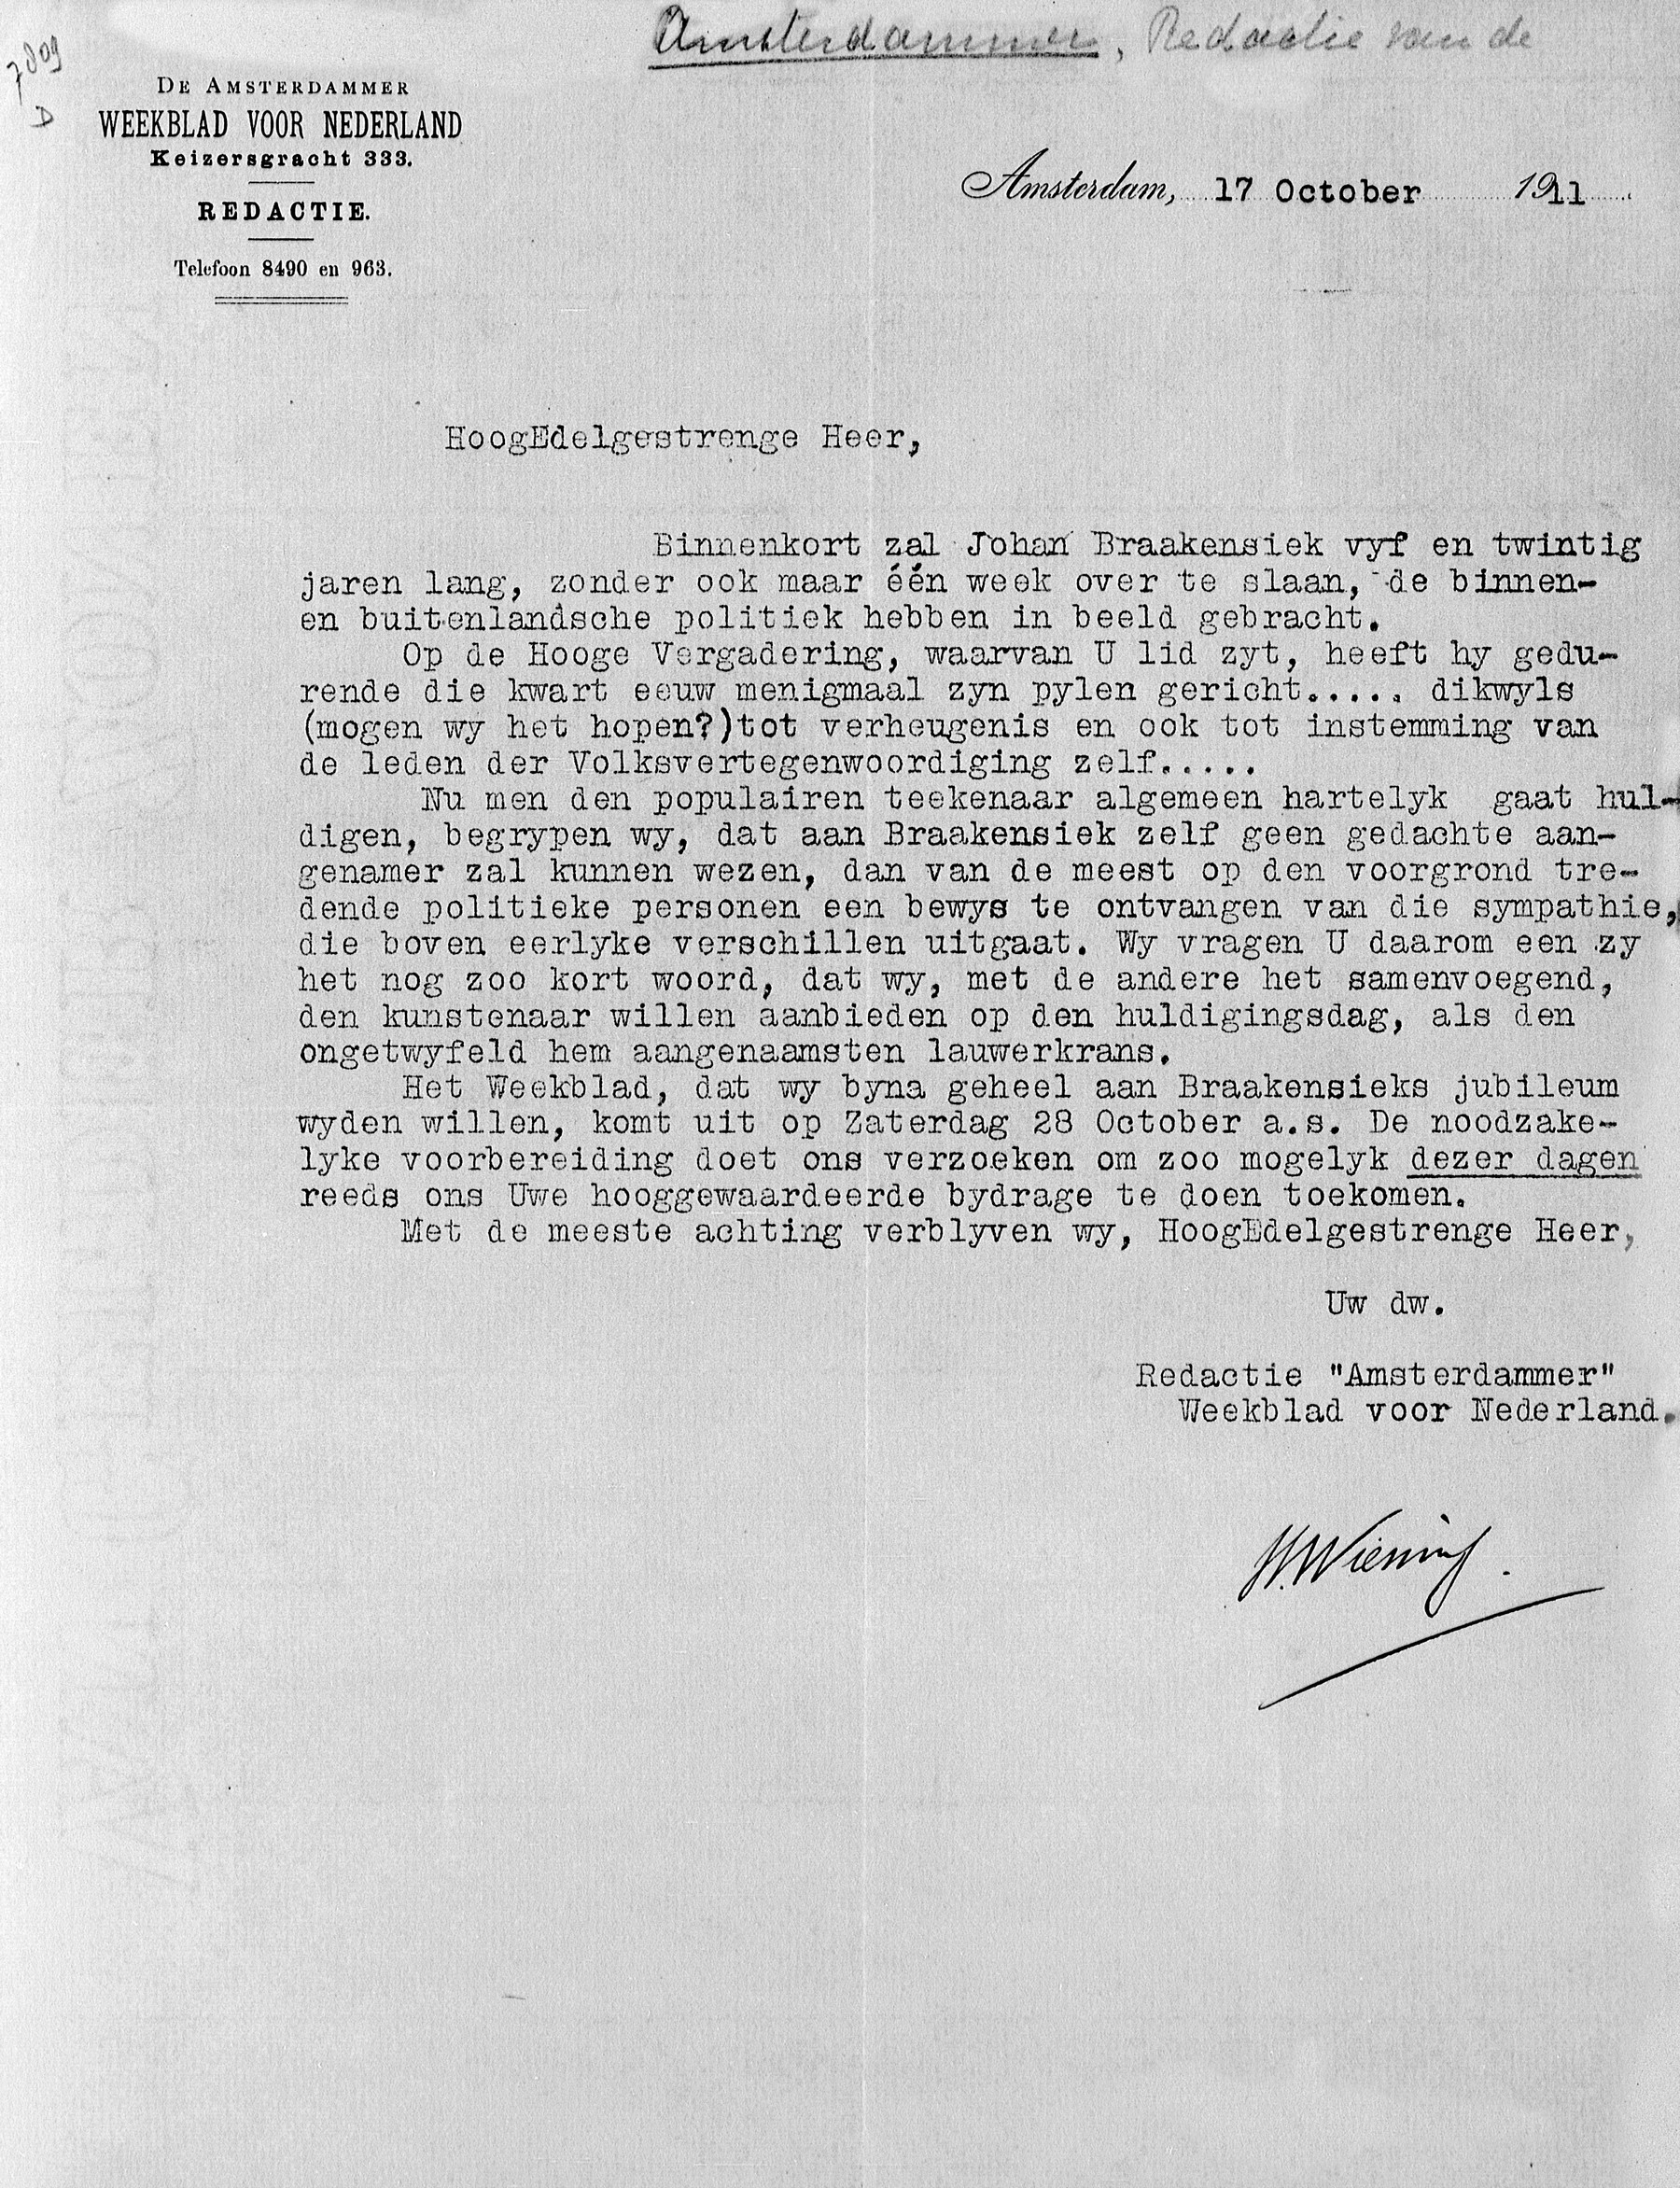 Amsterdammer, Redactie van de
7809
D
DE AMSTERDAMMER
WEEKBLAD VOOR NEDERLAND
Keizersgracht 333.
REDACTIE.
Telefoon 8490 en 963.
Amsterdam, 17 October 1911
HoogEdelgestrenge Heer,
Binnenkort zal Johan Braakensiek vyf en twintig
jaren lang, zonder ook maar één week over te slaan, de binnen-
en buitenlandsche politiek hebben in beeld gebracht.
Op de Hooge Vergadering, waarvan U lid zyt, heeft hy gedu-
rende die kwart eeuw menigmaal zyn pylen gericht..... dikwyls
(mogen wy het hopen?)tot verheugenis en ook tot instemming van
de leden der Volksvertegenwoordiging zelf.....
Nu men den populairen teekenaar algemeen hartelyk gaat hul-
digen, begrypen wy, dat aan Braakensiek zelf geen gedachte aan-
genamer zal kunnen wezen, dan van de meest op den voorgrond tre-
dende politieke personen een bewys te ontvangen van die sympathie,
die boven eerlyke verschillen uitgaat. Wy vragen U daarom een zy
het nog zoo kort woord, dat wy, met de andere het samenvoegend,
den kunstenaar willen aanbieden op den huldigingsdag, als den
ongetwyfeld hem aangenaamsten lauwerkrans.
Het Weekblad, dat wy byna geheel aan Braakensieks jubileum
wyden willen, komt uit op Zaterdag 28 October a.s. De noodzake-
lyke voorbereiding doet ons verzoeken om zoo mogelyk dezer dagen
reeds ons Uwe hooggewaardeerde bydrage te doen toekomen.
Met de meeste achting verblyven wy, HoogEdelgestrenge Heer,
Uw dw.
Redactie "Amsterdammer"
Weekblad voor Nederland.